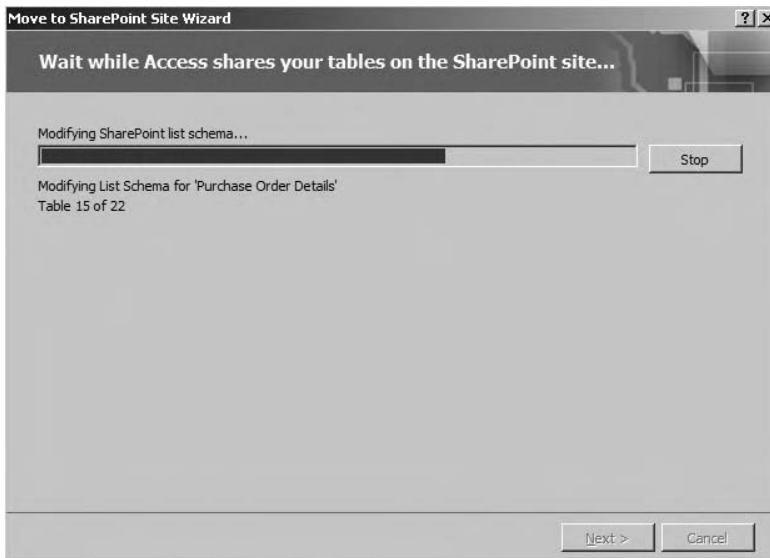 Move to SharePoint Site Wizard
Wait while Access shares your tables on the SharePoint site...
Modifying SharePoint list schema...
Stop
Modifying List Schema for 'Purchase Order Details'
Table 15 of 22
Next >
Cancel